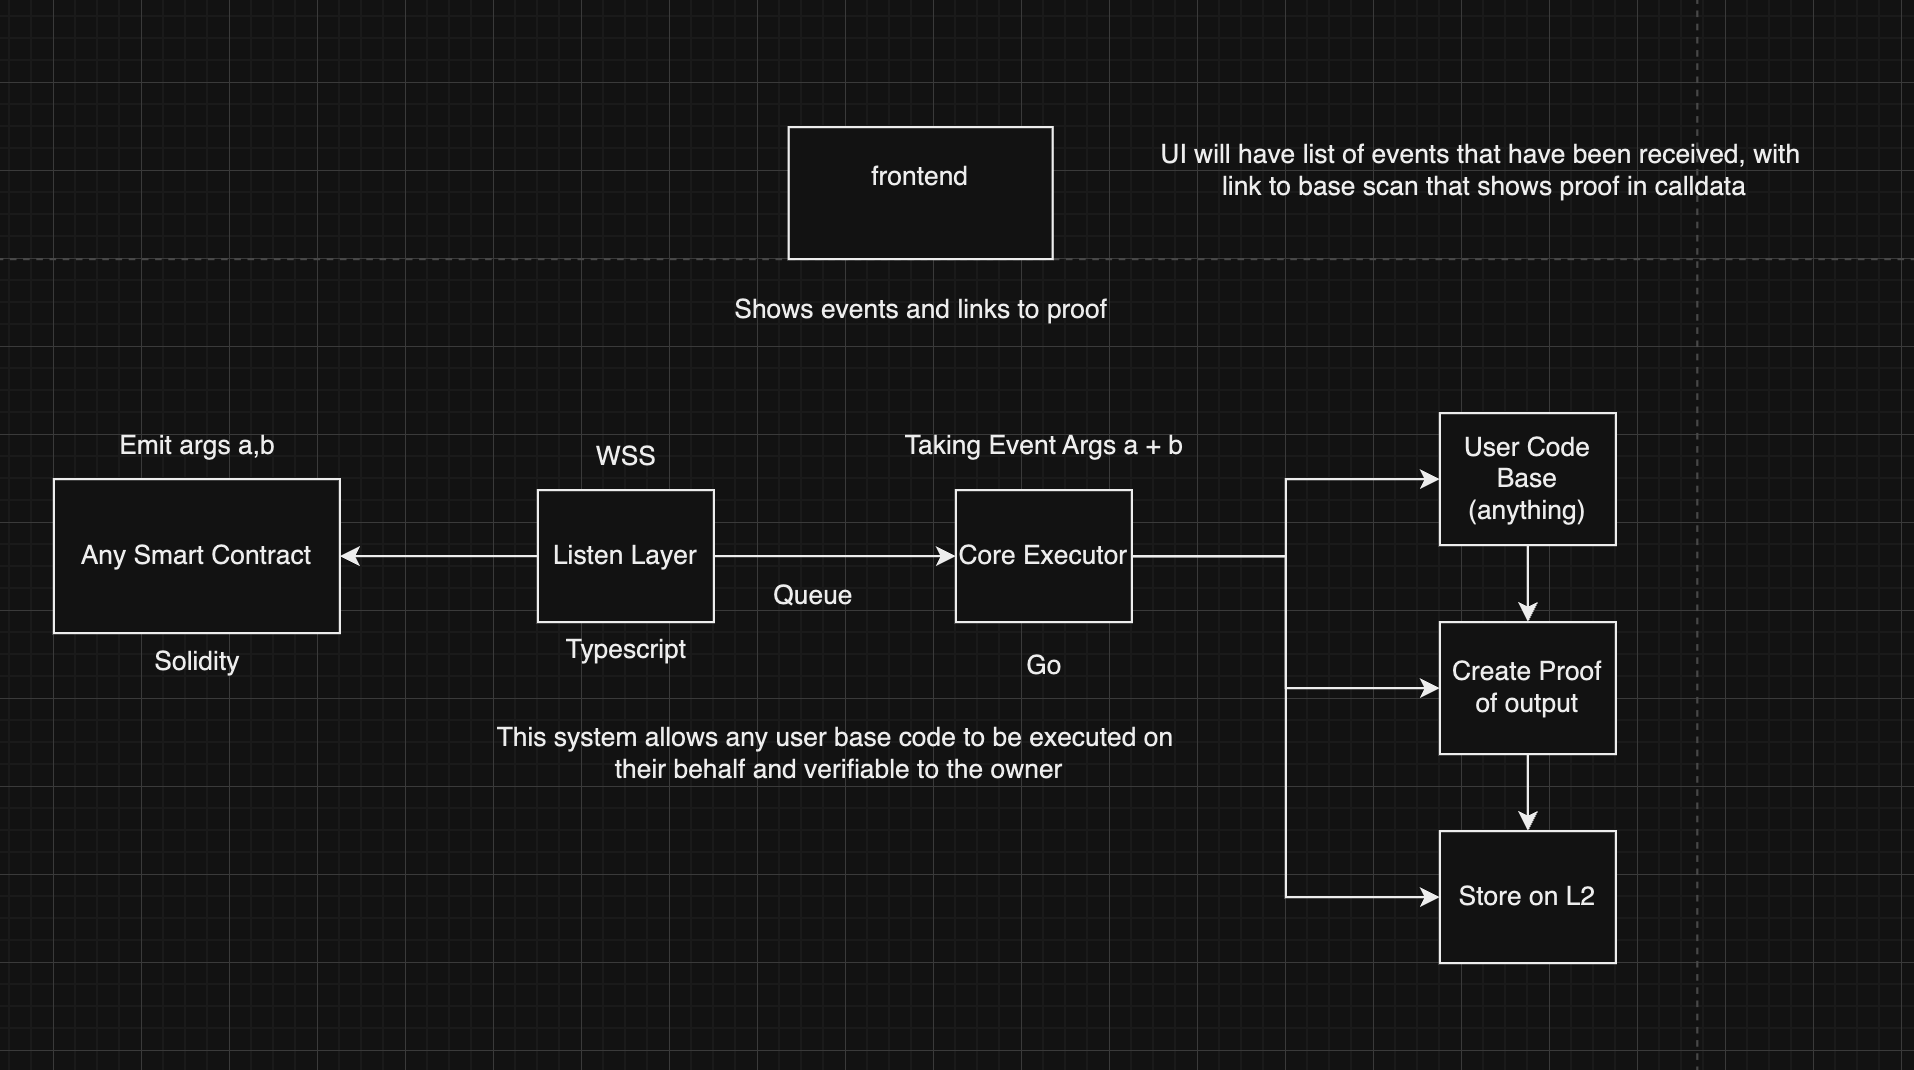 frontend
UI will have list of events that have been received, with
link to base scan that shows proof in calldata
Shows events and links to proof
Emit args a,b
WSS
Taking Event Args a + b
User Code
Base
(anything)
Any Smart Contract
Listen Layer
Core Executor
Queue
Solidity
Typescript
Go
Create Proof
of output
This system allows any user base code to be executed on
their behalf and verifiable to the owner
Store on L2